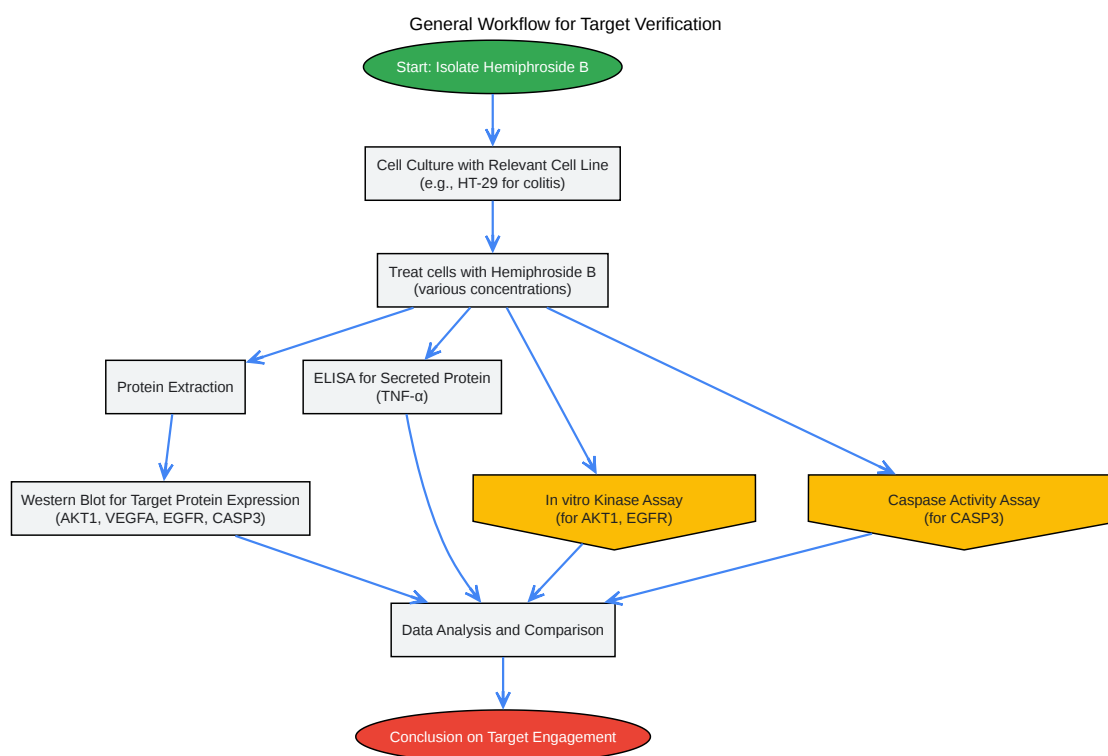 General Workflow for Target Verification
Start: Isolate Hemiphroside B
Cell Culture with Relevant Cell Line
(e.g., HT-29 for colitis)
Treat cells with Hemiphroside B
(various concentrations)
Protein Extraction
ELISA for Secreted Protein
(TNF-α)
Western Blot for Target Protein Expression
(AKT1, VEGFA, EGFR, CASP3)
In vitro Kinase Assay
(for AKT1, EGFR)
Caspase Activity Assay
(for CASP3)
Data Analysis and Comparison
Conclusion on Target Engagement